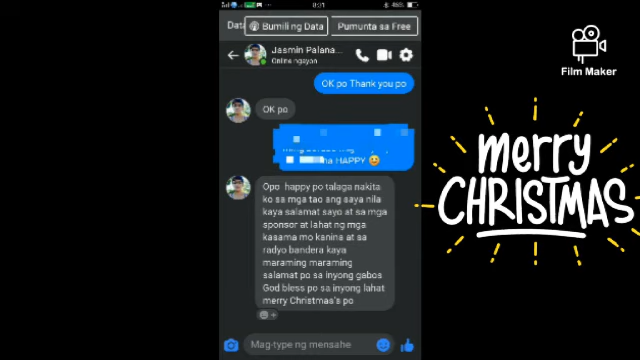 8:01
46%
Data
Bumili ng Data
Pumunta sa Free
Jasmin Palana...
Online ngayon
OK po Thank you po
OK po
HAPPY
Opo happy po talaga nakita
ko sa mga tao ang saya nila
kaya salamat sayo at sa mga
sponsor at lahat ng mga
kasama mo kanina at sa
radyo bandera kaya
maraming maraming
salamat po sa inyong gabos
God bless po sa inyong lahat
merry Christmas's po
Mag-type ng mensahe
Film Maker
merry
CHRISTMAS